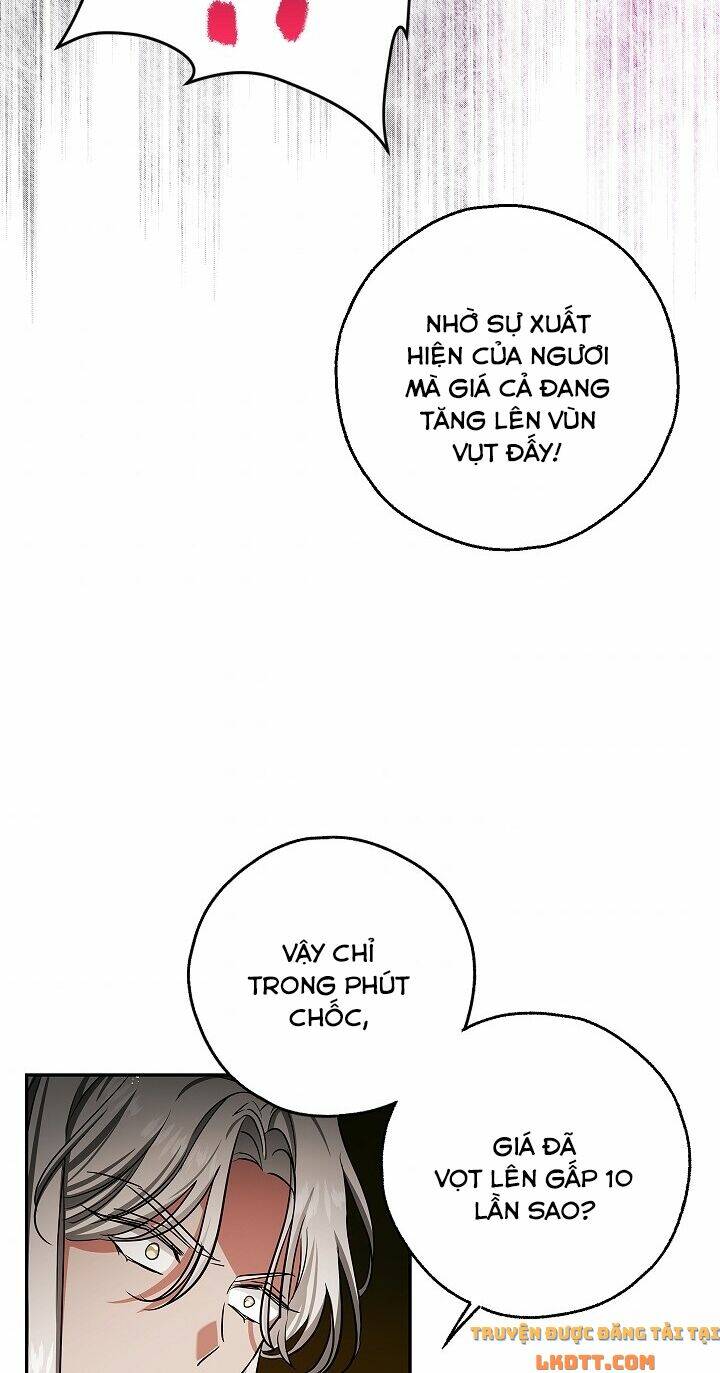 NHỜ SỰ XUẤT
HIỆN CỦA NGƯƠI
MÀ GIÁ CẢ ĐANG
TĂNG LÊN VÙN
VỤT ĐẤY!
VẬY CHỈ
TRONG PHÚT
CHỐC,
GIÁ ĐÃ
VỌT LÊN GẤP 10
LẦN SAO?
TRUYỆN ĐƯỢC ĐĂNG TẢI TẠI
LKDTT.COM